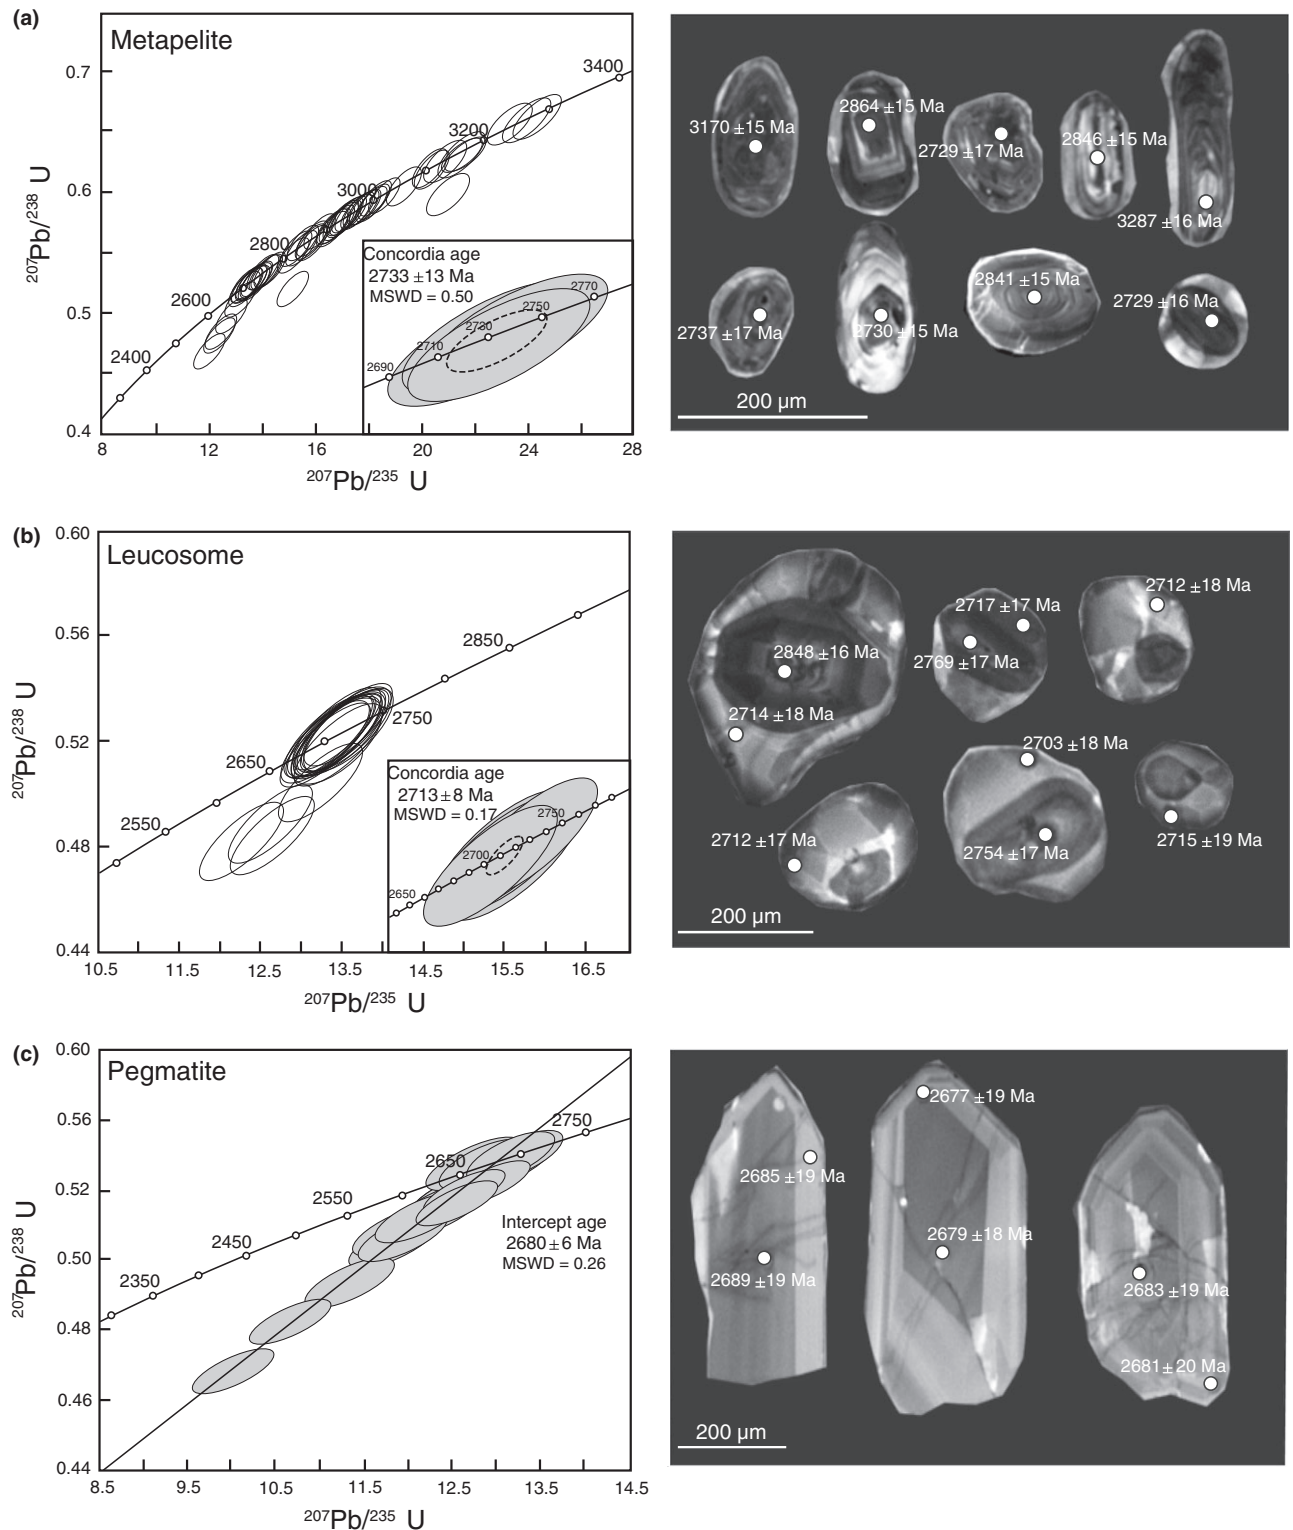 (a)
Metapelite
0.7
0.6
0.5
0.4
207Pb/238 U
2400
2600
2800
3000
3200
3400
Concordia age
2733 ±13 Ma
MSWD = 0.50
2690
2710
2730
2750
2770
8
12
16
20
24
28
207Pb/235 U
3170 ±15 Ma
2864 ±15 Ma
2729 ±17 Ma
2846 ±15 Ma
3287 ±16 Ma
2737 ±17 Ma
2730 ±15 Ma
2841 ±15 Ma
2729 ±16 Ma
200 µm
(b)
Leucosome
0.60
0.56
0.52
0.48
0.44
207Pb/238 U
2550
2650
2750
2850
Concordia age
2713 ± 8 Ma
MSWD = 0.17
2650
2700
2750
10.5
11.5
12.5
13.5
14.5
15.5
16.5
207Pb/235 U
2848 ±16 Ma
2714 ±18 Ma
2717 ±17 Ma
2769 ±17 Ma
2712 ±18 Ma
2712 ±17 Ma
2703 ±18 Ma
2754 ±17 Ma
2715 ±19 Ma
200 µm
(c)
Pegmatite
0.60
0.56
0.52
0.50
0.48
0.46
0.44
207Pb/238 U
2350
2450
2550
2650
2750
Intercept age
2680 ± 6 Ma
MSWD = 0.26
8.5
9.5
10.5
11.5
12.5
13.5
14.5
207Pb/235 U
2685 ±19 Ma
2689 ±19 Ma
2677 ±19 Ma
2679 ±18 Ma
2683 ±19 Ma
2681 ± 20 Ma
200 µm